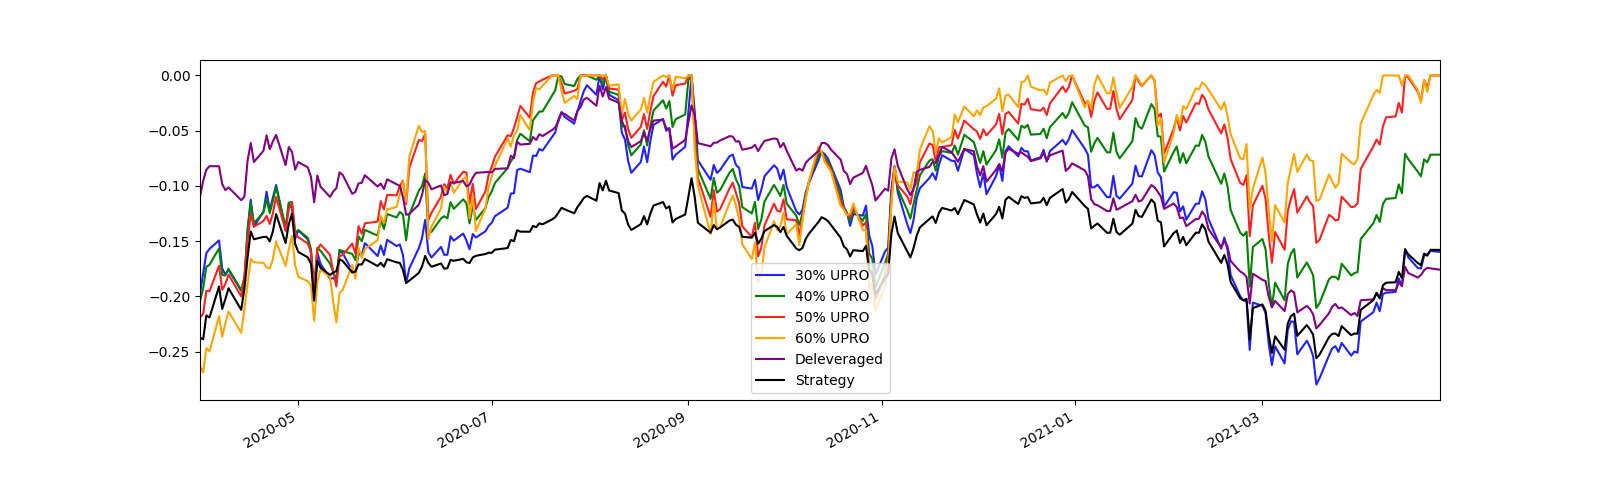 0.00
−0.05
−0.10
−0.15
−0.20
−0.25
30% UPRO
40% UPRO
50% UPRO
60% UPRO
Deleveraged
Strategy
2020-05
2020-07
2020-09
2020-11
2021-01
2021-03